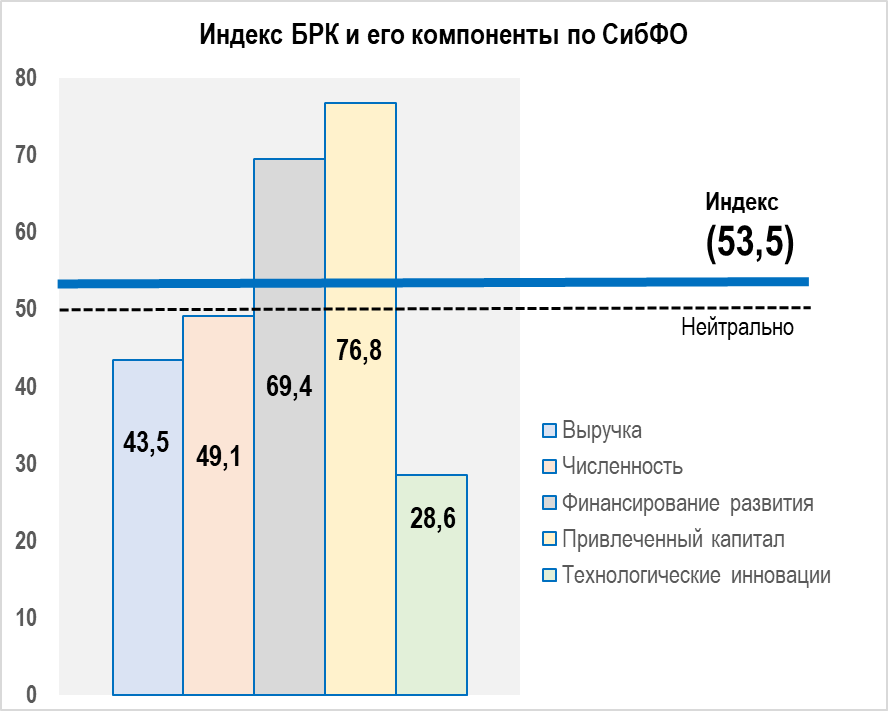 Индекс БРК и его компоненты по СибФО
80
70
60
50
40
30
20
10
0
43,5
49,1
69,4
76,8
28,6
Индекс
(53,5)
Нейтрально
Выручка
Численность
Финансирование развития
Привлеченный капитал
Технологические инновации